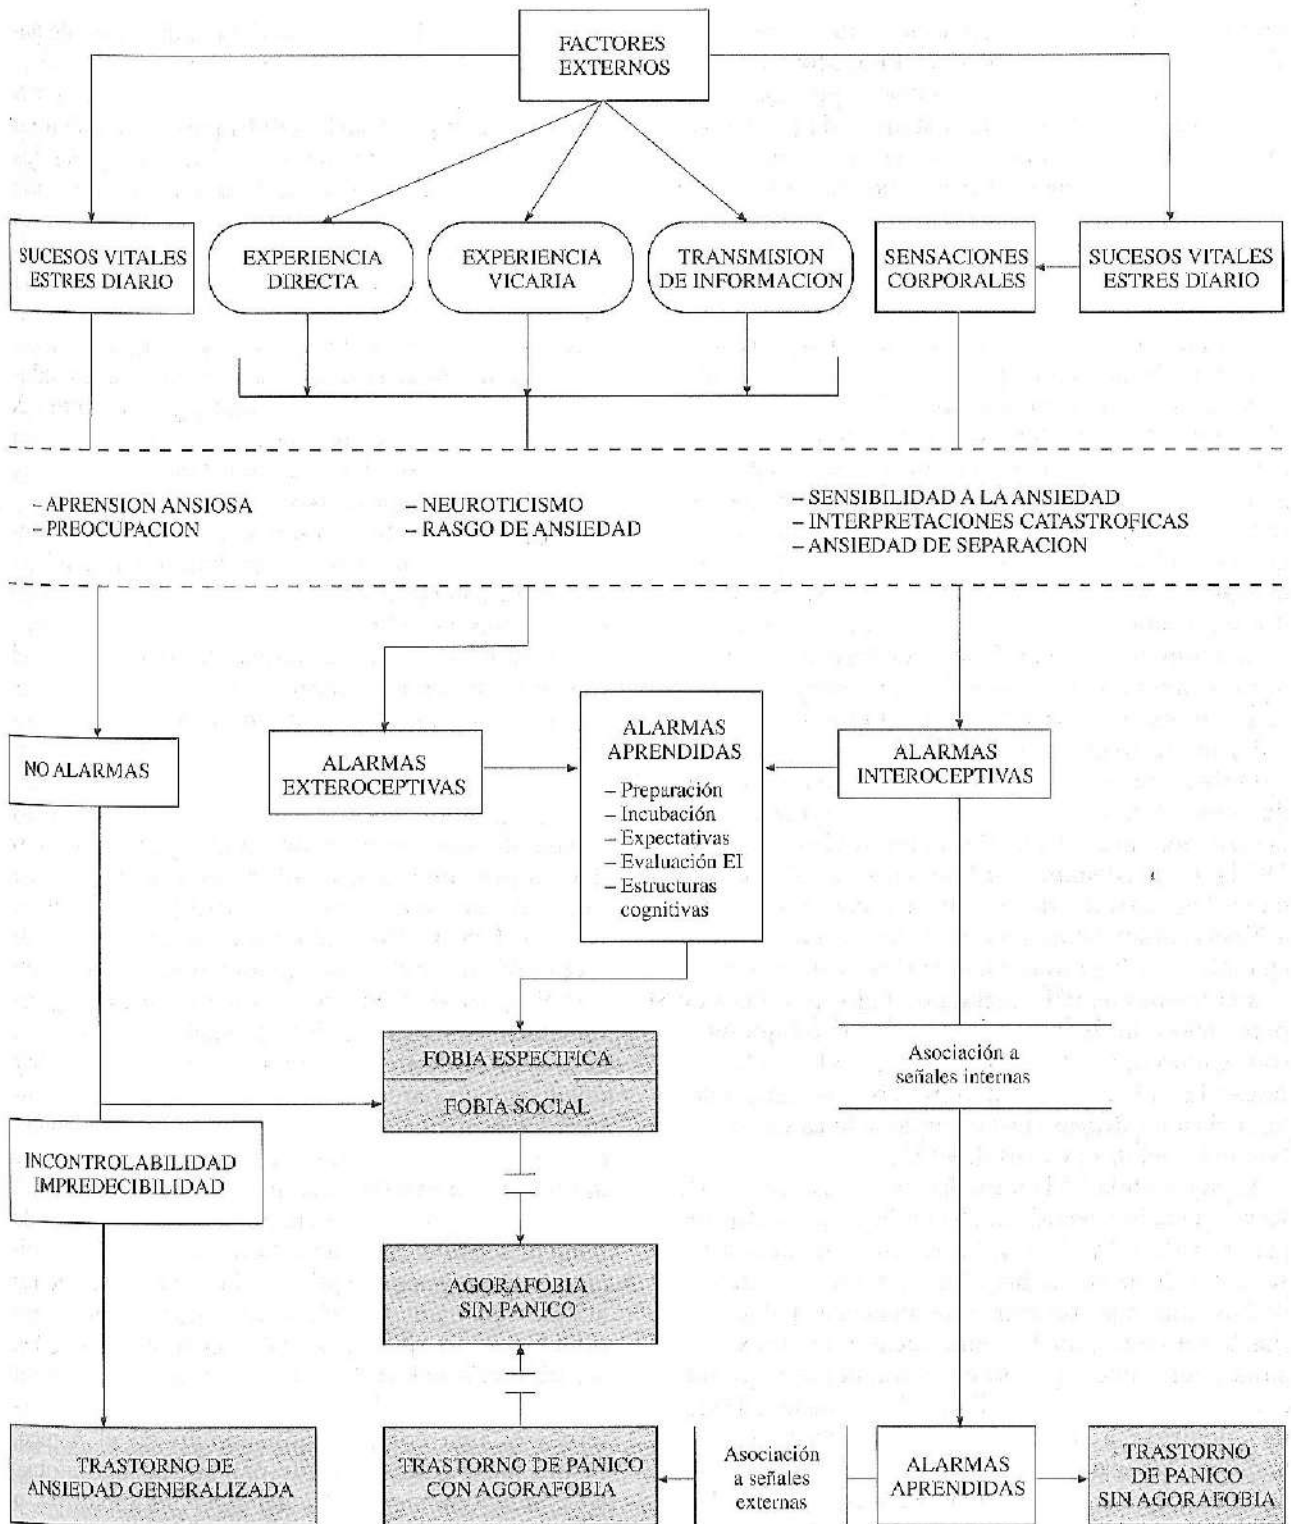 FACTORES
EXTERNOS
SUCESOS VITALES
ESTRES DIARIO
EXPERIENCIA
DIRECTA
EXPERIENCIA
VICARIA
TRANSMISION
DE INFORMACION
SENSACIONES
CORPORALES
SUCESOS VITALES
ESTRES DIARIO
– APRENSION ANSIOSA
– PREOCUPACION
– NEUROTICISMO
– RASGO DE ANSIEDAD
– SENSIBILIDAD A LA ANSIEDAD
– INTERPRETACIONES CATASTROFICAS
– ANSIEDAD DE SEPARACION
NO ALARMAS
ALARMAS
EXTEROCEPTIVAS
ALARMAS
APRENDIDAS
– Preparación
– Incubación
– Expectativas
– Evaluación EI
– Estructuras
cognitivas
ALARMAS
INTEROCEPTIVAS
FOBIA ESPECIFICA
FOBIA SOCIAL
Asociación a
señales internas
INCONTROLABILIDAD
IMPREDECIBILIDAD
AGORAFOBIA
SIN PANICO
TRASTORNO DE
ANSIEDAD GENERALIZADA
TRASTORNO DE PANICO
CON AGORAFOBIA
Asociación
a señales
externas
ALARMAS
APRENDIDAS
TRASTORNO
DE PANICO
SIN AGORAFOBIA